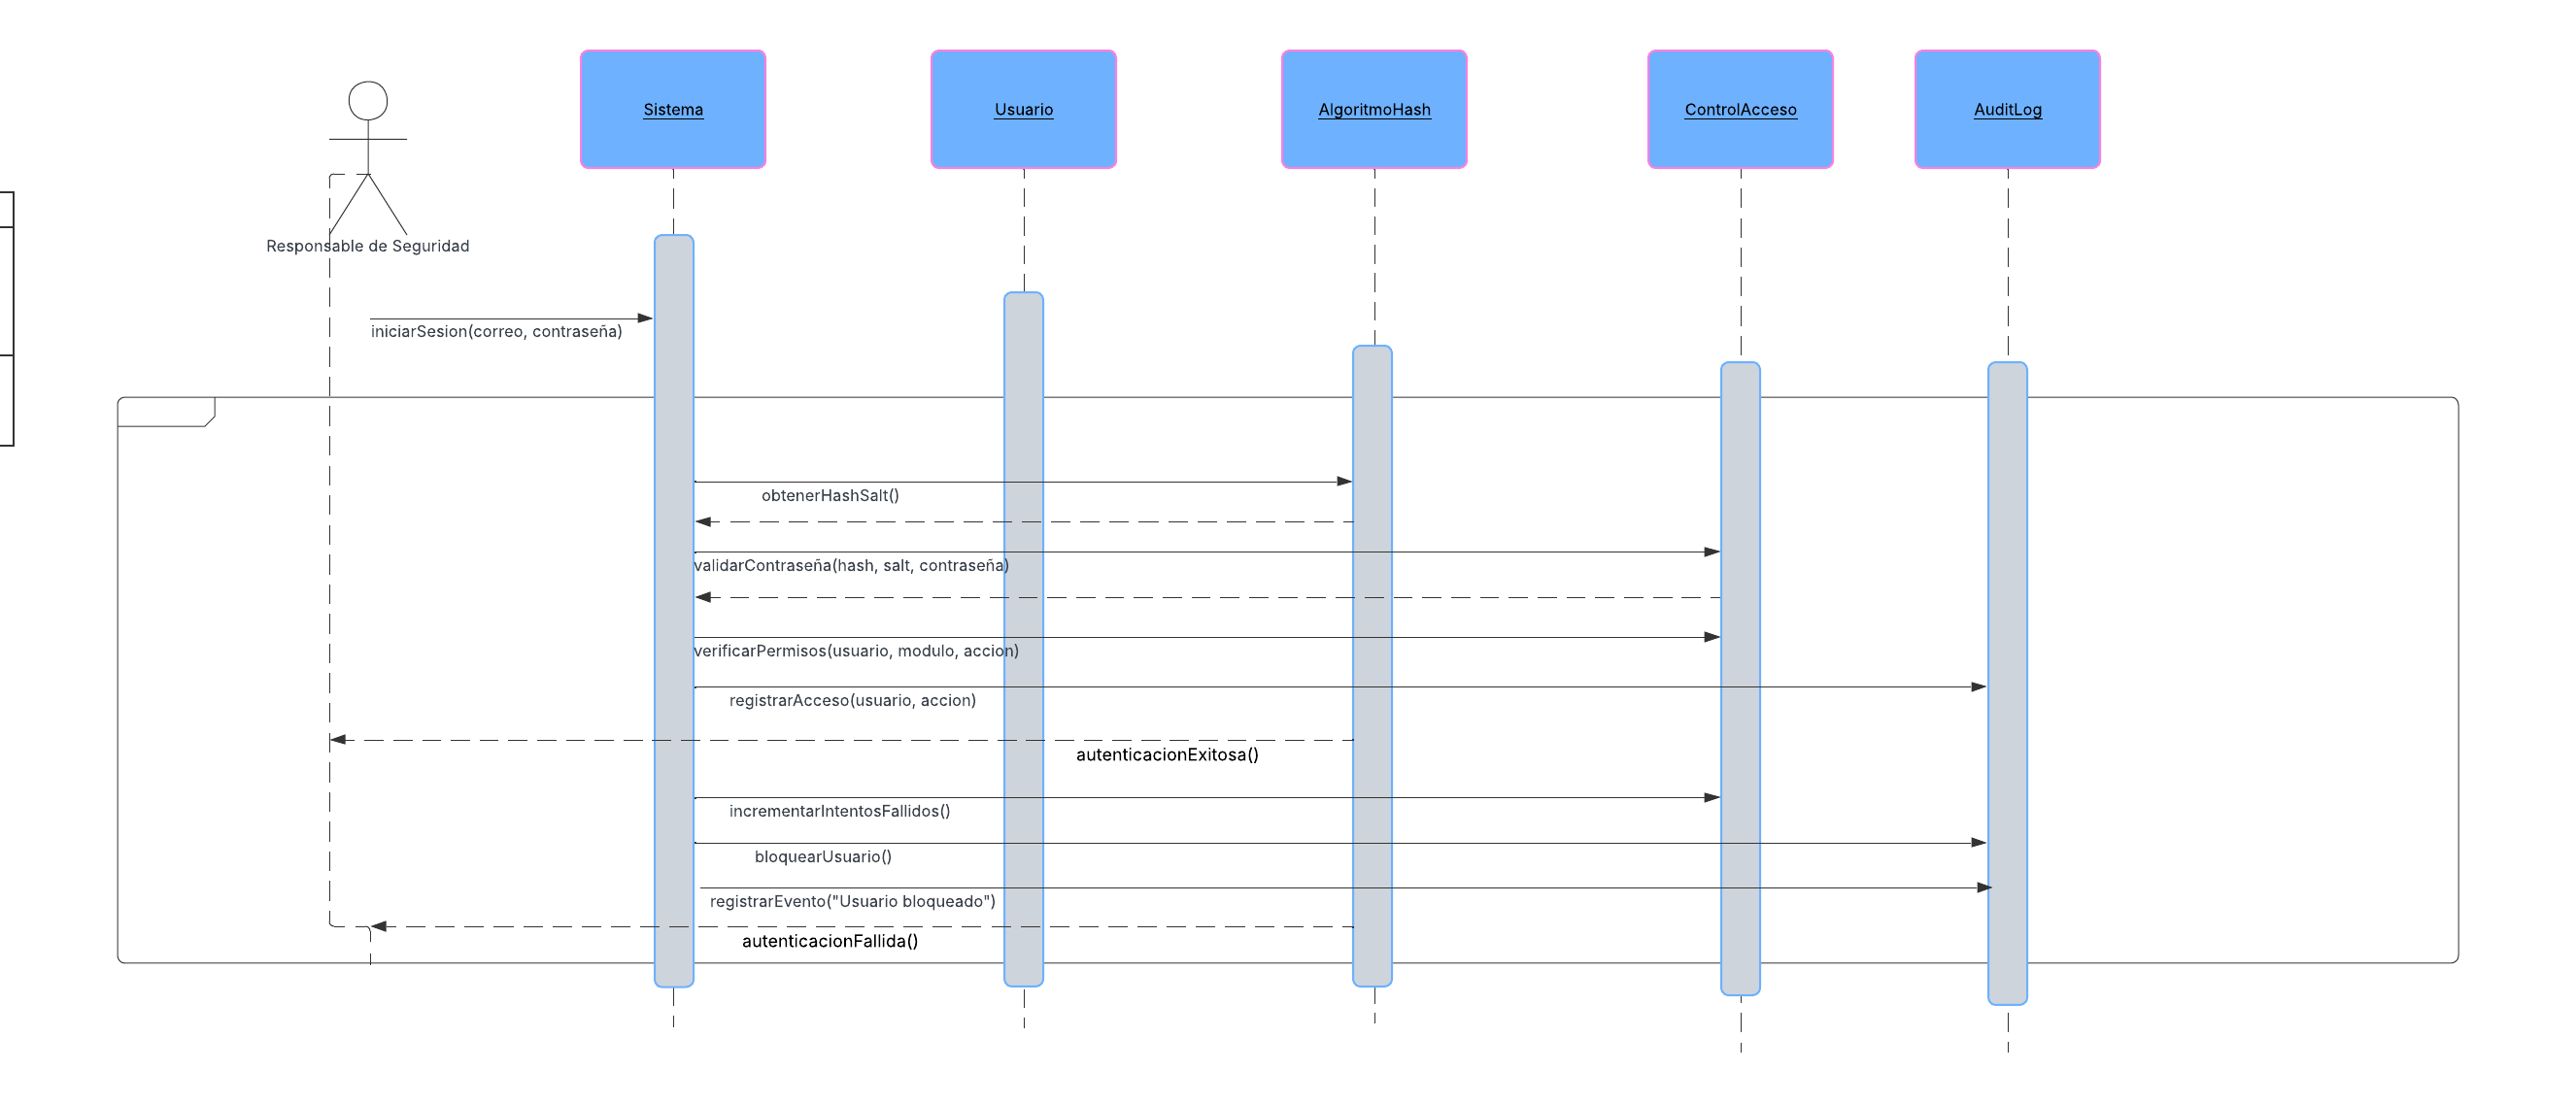 Sistema
Usuario
AlgoritmoHash
ControlAcceso
AuditLog
Responsable de Seguridad
iniciarSesion(correo, contraseña)
obtenerHashSalt()
validarContraseña(hash, salt, contraseña)
verificarPermisos(usuario, modulo, accion)
registrarAcceso(usuario, accion)
autenticacionExitosa()
incrementarIntentosFallidos()
bloquearUsuario()
registrarEvento("Usuario bloqueado")
autenticacionFallida()